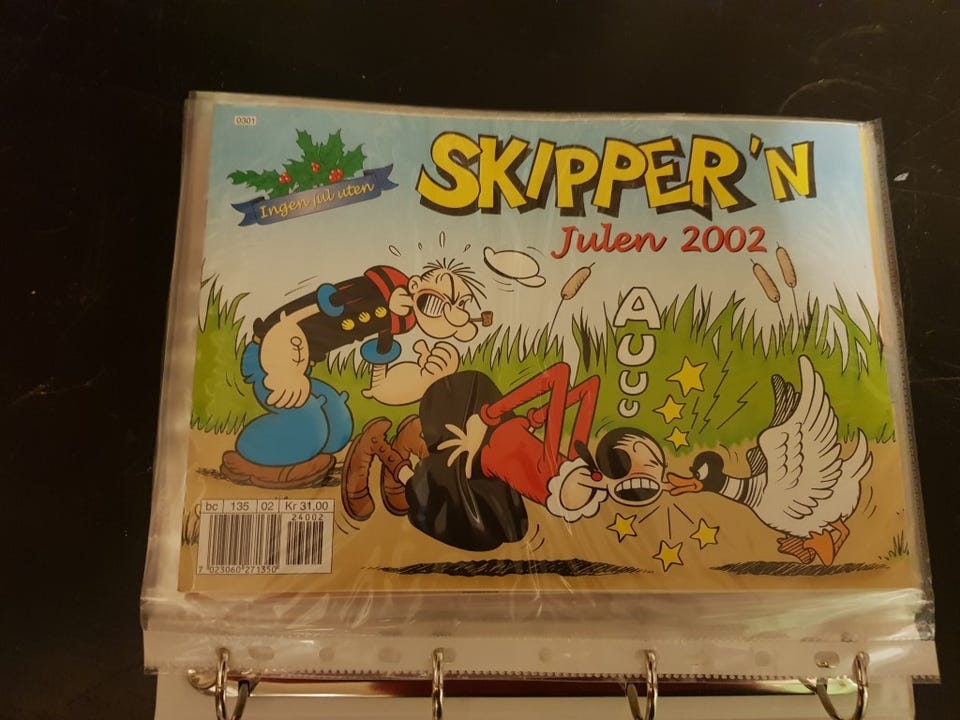 0301
Ingen jul uten
SKIPPER'N
Julen 2002
AUUU
bc 135 02 Kr 31,00
24002
7 023060 271350